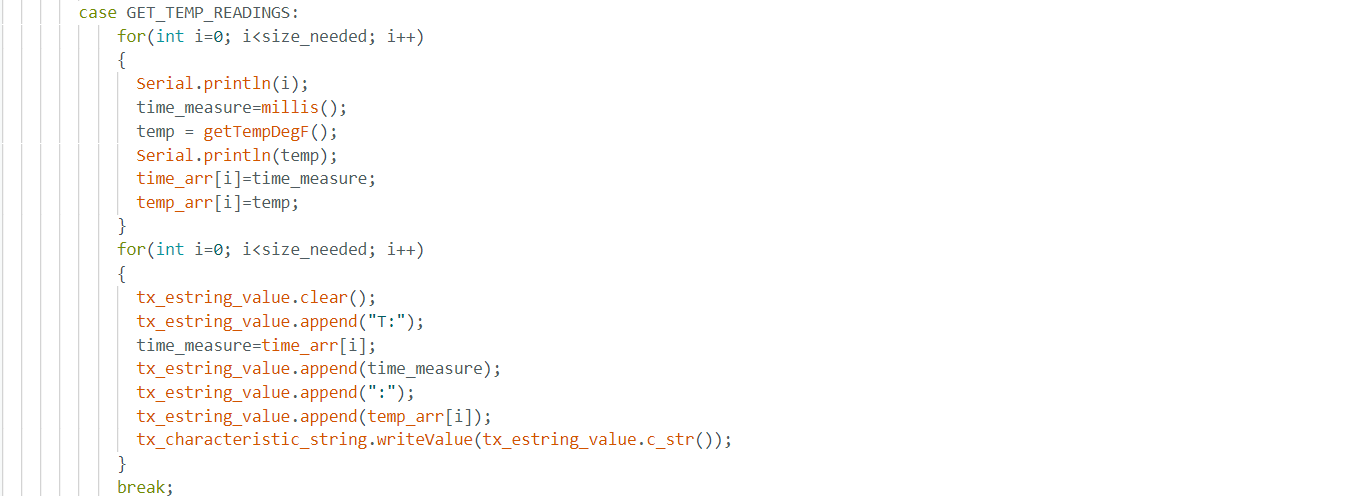 case GET_TEMP_READINGS:
for(int i=0; i<size_needed; i++)
{
Serial.println(i);
time_measure=millis();
temp = getTempDegF();
Serial.println(temp);
time_arr[i]=time_measure;
temp_arr[i]=temp;
}
for(int i=0; i<size_needed; i++)
{
tx_estring_value.clear();
tx_estring_value.append("T:");
time_measure=time_arr[i];
tx_estring_value.append(time_measure);
tx_estring_value.append(":");
tx_estring_value.append(temp_arr[i]);
tx_characteristic_string.writeValue(tx_estring_value.c_str());
}
break;